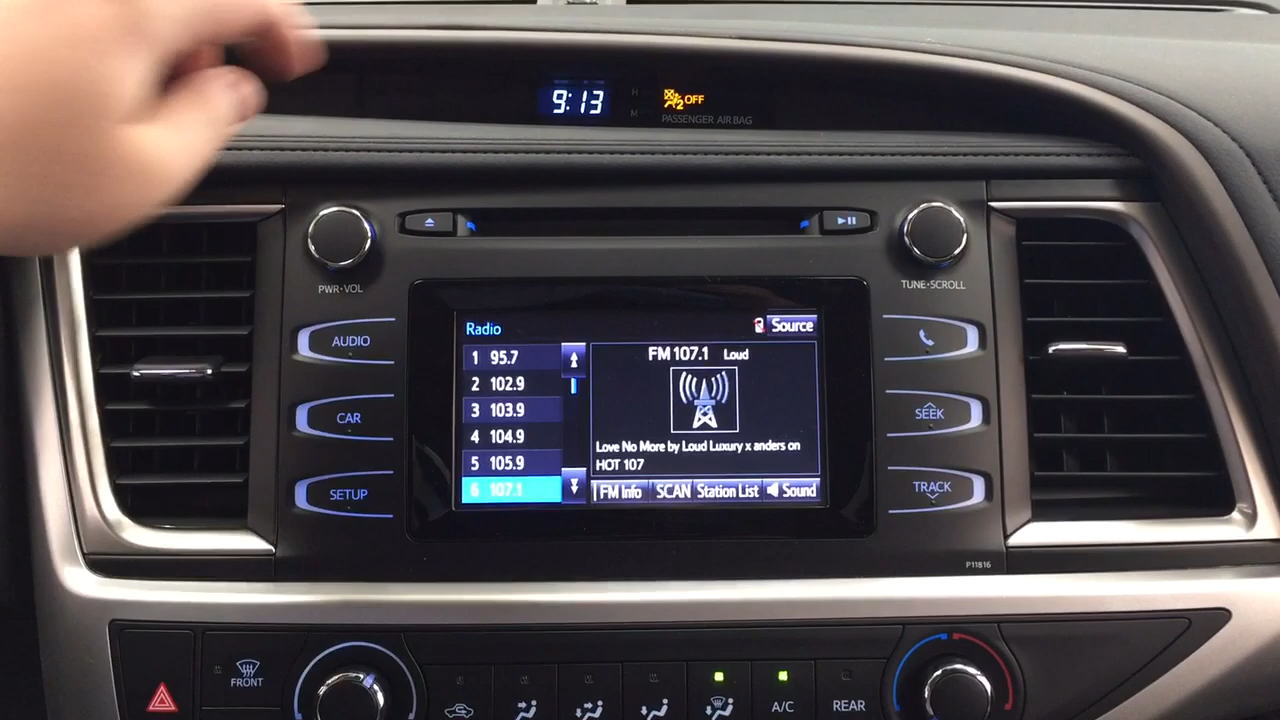 9:13
H
M
2 OFF
PASSENGER AIR BAG
PWR•VOL
TUNE•SCROLL
AUDIO
CAR
SETUP
SEEK
TRACK
Radio
Source
1 95.7
2 102.9
3 103.9
4 104.9
5 105.9
6 107.1
FM 107.1 Loud
Love No More by Loud Luxury x anders on
HOT 107
FM Info
SCAN
Station List
Sound
P11816
FRONT
A/C
REAR